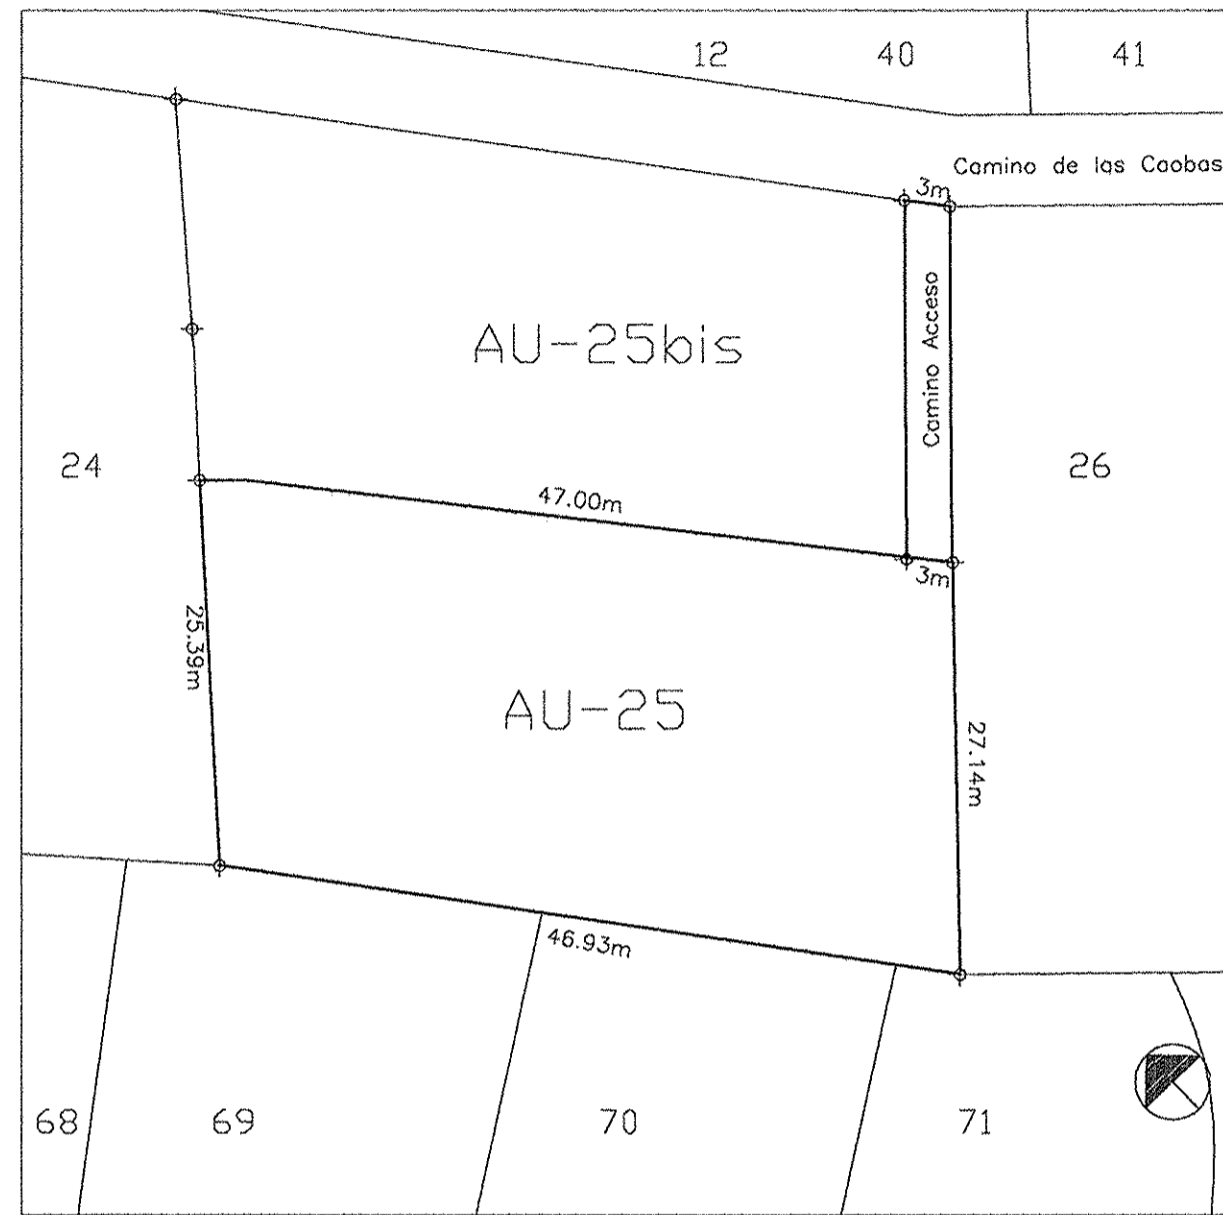 12
40
41
Camino de las Caobas
3m
Camino Acceso
AU-25bis
24
26
47.00m
3m
25.39m
AU-25
27.14m
46.93m
68
69
70
71